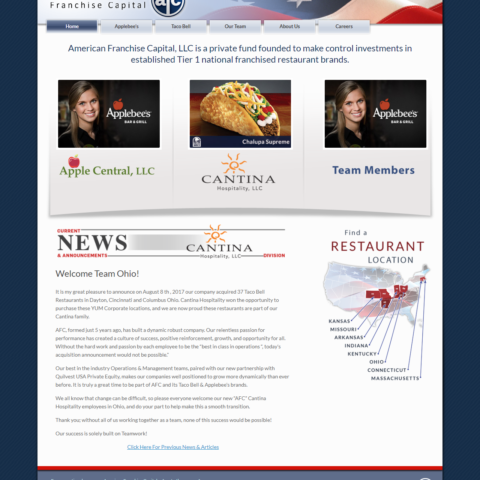 Franchise Capital
afc
Home
Applebee's
Taco Bell
Our Team
About Us
Careers
American Franchise Capital, LLC is a private fund founded to make control investments in
established Tier 1 national franchised restaurant brands.
Applebee's
BAR & GRILL
Chalupa Supreme
Applebee's
BAR & GRILL
Apple Central, LLC
CANTINA
Hospitality, LLC
Team Members
CURRENT
NEWS
& ANNOUNCEMENTS
CANTINA
Hospitality, LLC
DIVISION
Find a
RESTAURANT
LOCATION
KANSAS
MISSOURI
ARKANSAS
INDIANA
KENTUCKY
OHIO
CONNECTICUT
MASSACHUSETTS
Welcome Team Ohio!
It is my great pleasure to announce on August 8 th , 2017 our company acquired 37 Taco Bell
Restaurants in Dayton, Cincinnati and Columbus Ohio. Cantina Hospitality won the opportunity to
purchase these YUM Corporate locations, and we are now proud these restaurants are part of our
Cantina family.
AFC, formed just 5 years ago, has built a dynamic robust company. Our relentless passion for
performance has created a culture of success, positive reinforcement, growth, and opportunity for all.
Without the hard work and passion by each employee to be the "best in class in operations", today's
acquisition announcement would not be possible."
Our best in the industry Operations & Management teams, paired with our new partnership with
Quilvest USA Private Equity, makes our companies well positioned to grow more dynamically than ever
before. It is truly a great time to be part of AFC and its Taco Bell & Applebee's brands.
We all know that change can be difficult, so please everyone welcome our new "AFC" Cantina
Hospitality employees in Ohio, and do your part to help make this a smooth transition.
Thank you; without all of us working together as a team, none of this success would be possible!
Our success is solely built on Teamwork!
Click Here For Previous News & Articles